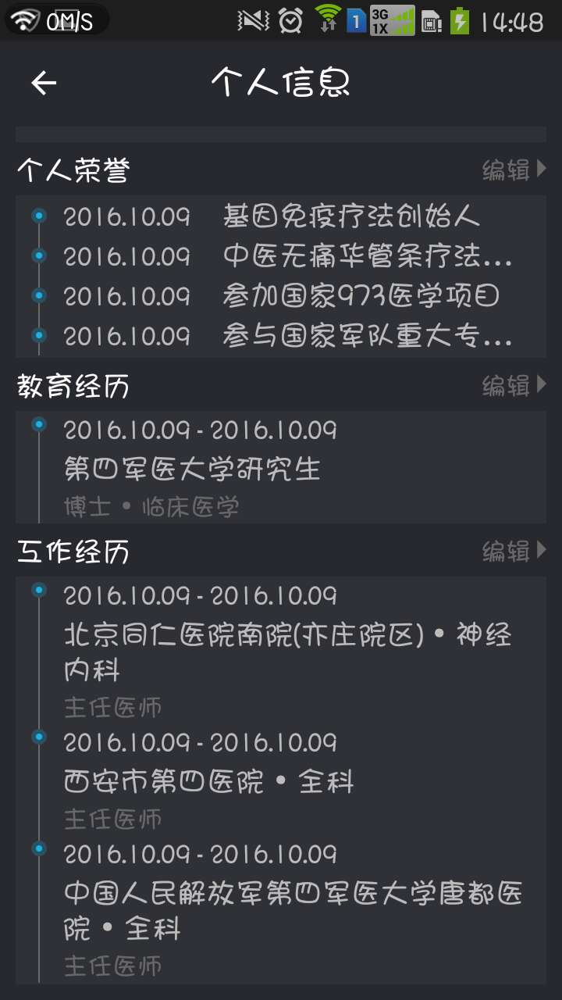 0M/S 1 3G 1X 14:48
个人信息
个人荣誉 编辑
2016.10.09 基因免疫疗法创始人
2016.10.09 中医无痛华管条疗法...
2016.10.09 参加国家973医学项目
2016.10.09 参与国家军队重大专...
教育经历 编辑
2016.10.09 - 2016.10.09
第四军医大学研究生
博士 • 临床医学
工作经历 编辑
2016.10.09 - 2016.10.09
北京同仁医院南院(亦庄院区) • 神经
内科
主任医师
2016.10.09 - 2016.10.09
西安市第四医院 • 全科
主任医师
2016.10.09 - 2016.10.09
中国人民解放军第四军医大学唐都医
院 • 全科
主任医师